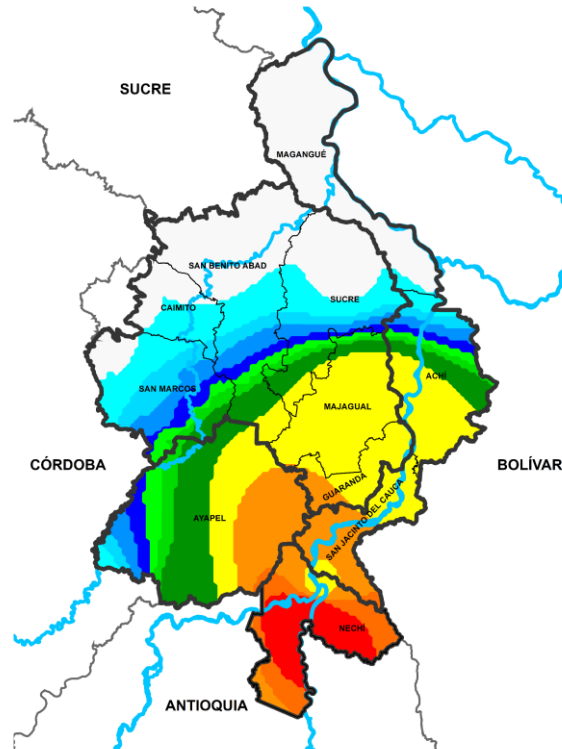 SUCRE
MAGANGUÉ
SAN BENITO ABAD
SUCRE
CAIMITO
ACHÍ
SAN MARCOS
MAJAGUAL
CÓRDOBA
BOLÍVAR
GUARANDA
SAN JACINTO DEL CAUCA
AYAPEL
NECHÍ
ANTIOQUIA